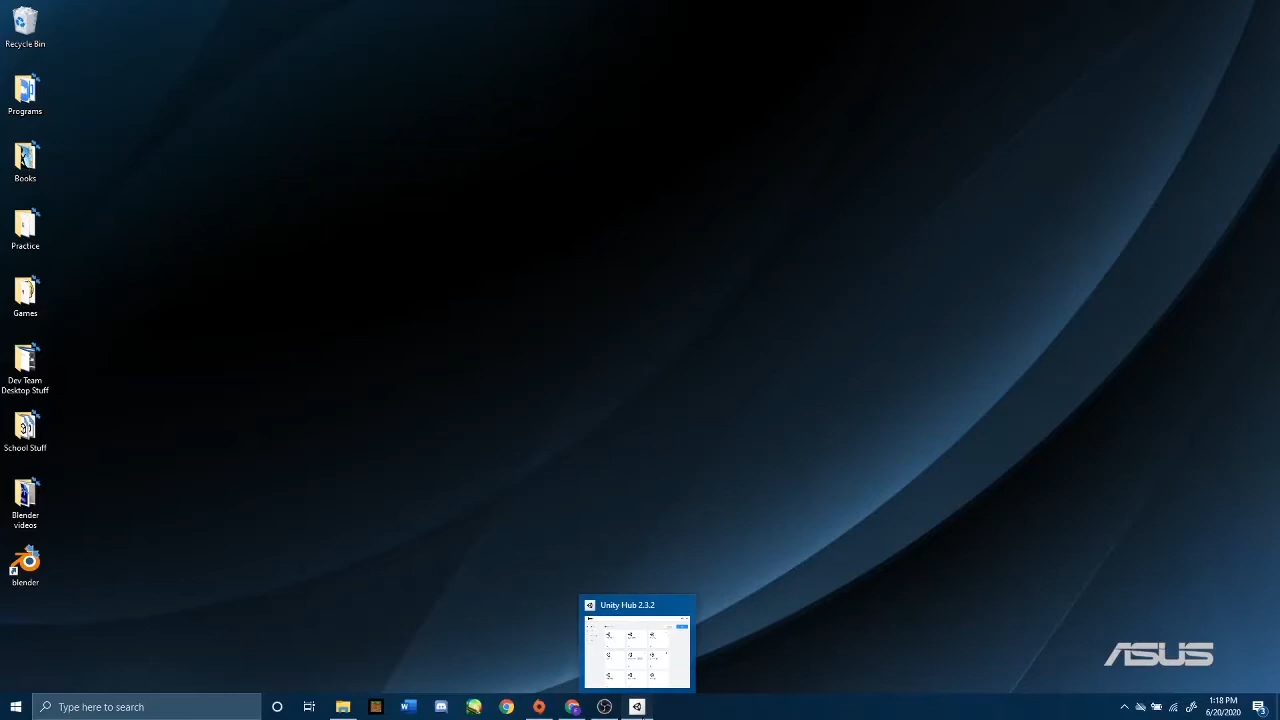 Recycle Bin
Programs
Books
Practice
Games
Dev Team
Desktop Stuff
School Stuff
Blender
videos
blender
Unity Hub 2.3.2
ASUS
Type here to search
1:18 PM
6/20/2020
3